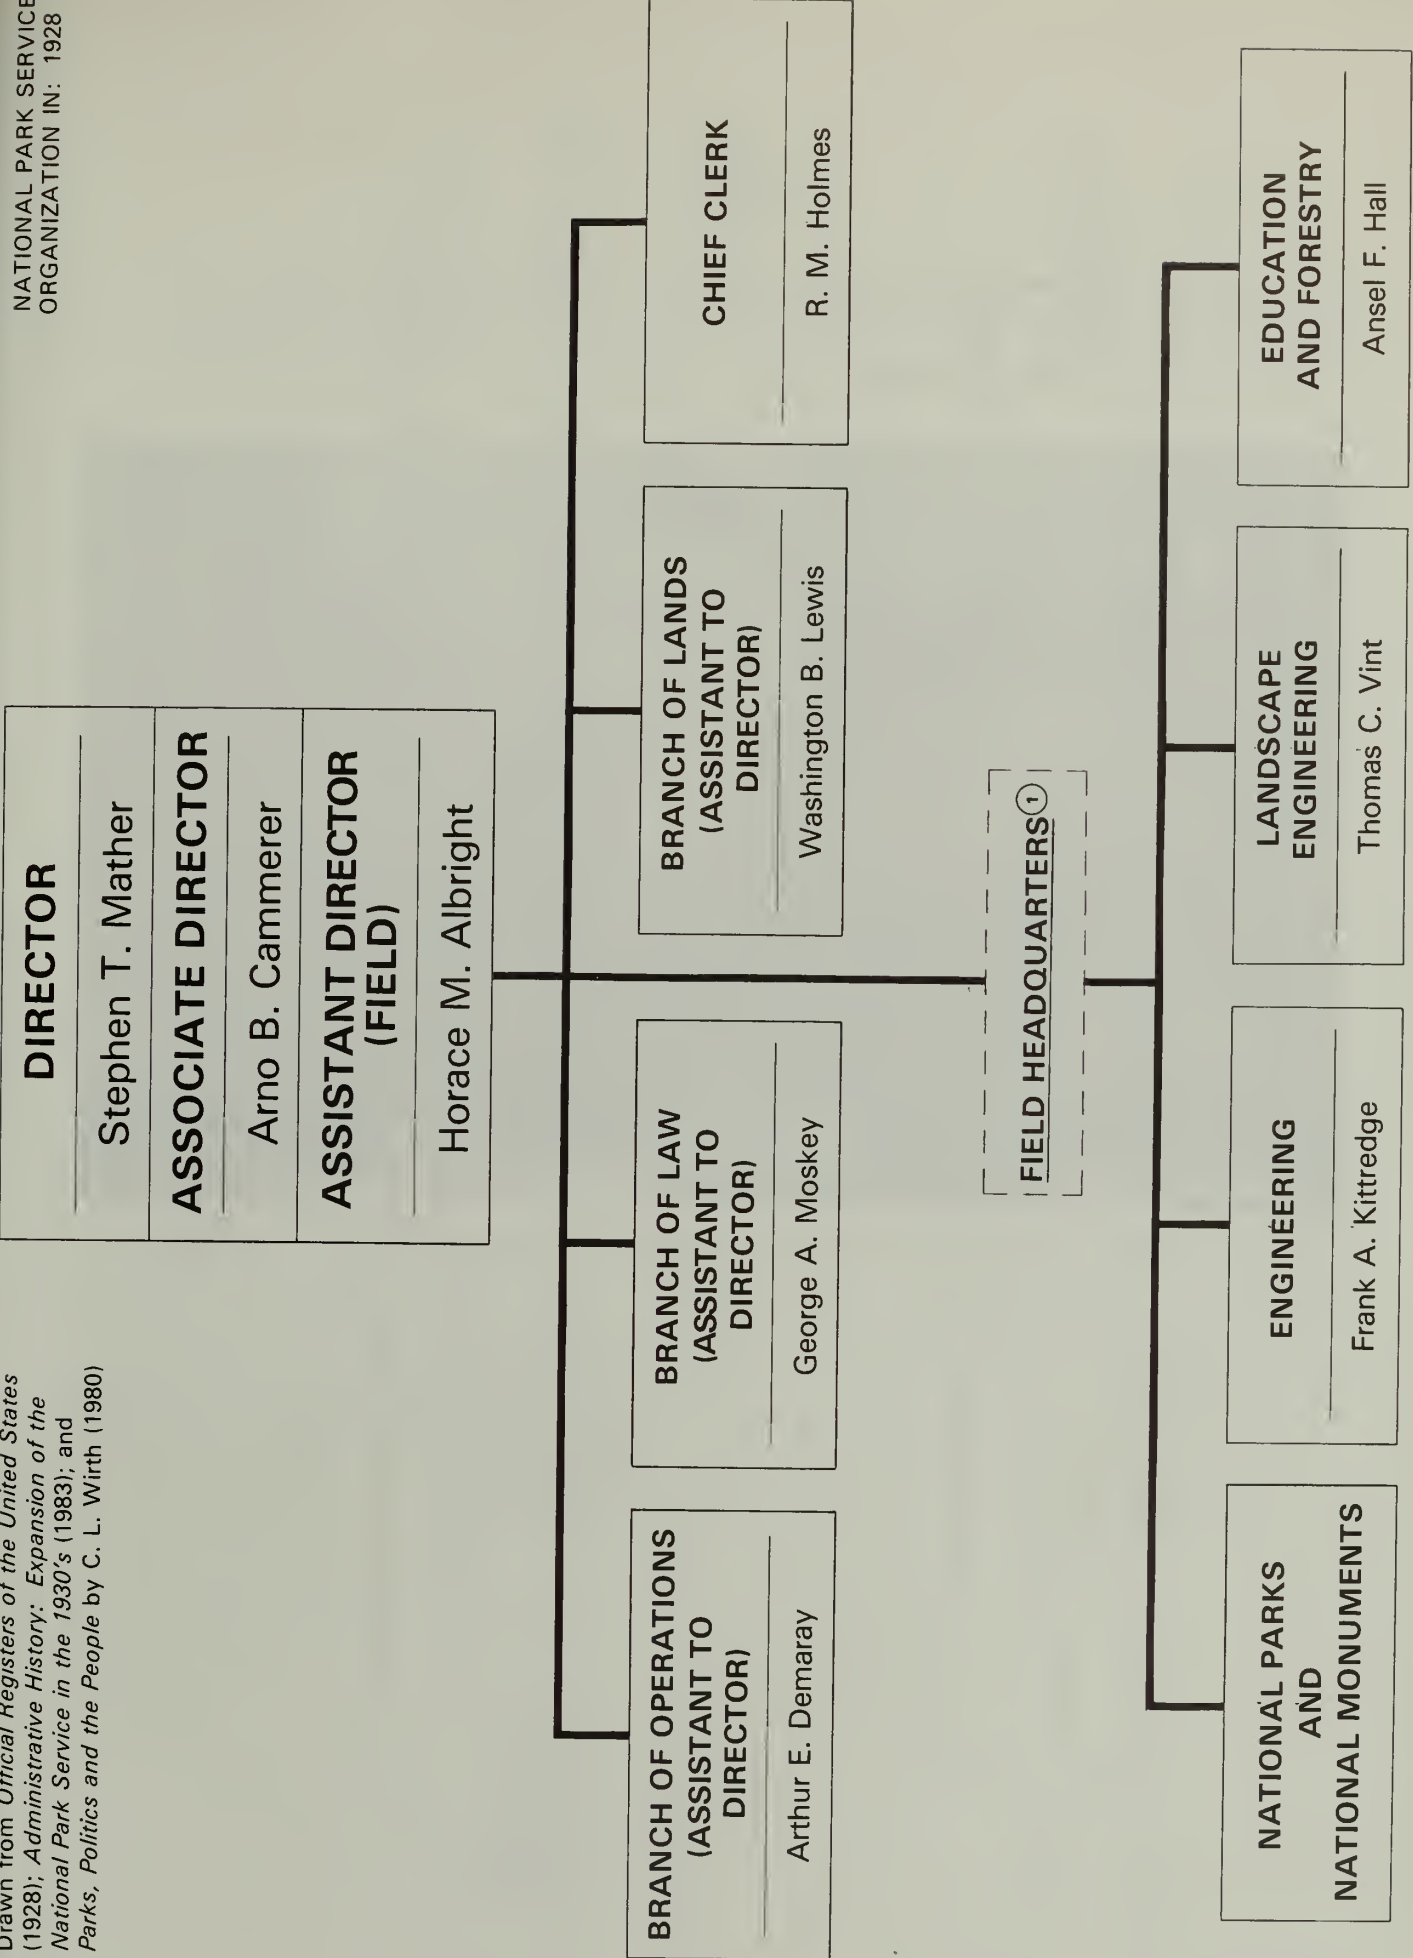 Drawn from Official Registers of the United States
(1928); Administrative History: Expansion of the
National Park Service in the 1930's (1983); and
Parks, Politics and the People by C. L. Wirth (1980)
NATIONAL PARK SERVICE
ORGANIZATION IN: 1928
DIRECTOR
Stephen T. Mather
ASSOCIATE DIRECTOR
Arno B. Cammerer
ASSISTANT DIRECTOR
(FIELD)
Horace M. Albright
BRANCH OF OPERATIONS
(ASSISTANT TO
DIRECTOR)
Arthur E. Demaray
BRANCH OF LAW
(ASSISTANT TO
DIRECTOR)
George A. Moskey
BRANCH OF LANDS
(ASSISTANT TO
DIRECTOR)
Washington B. Lewis
CHIEF CLERK
R. M. Holmes
FIELD HEADQUARTERS 1
NATIONAL PARKS
AND
NATIONAL MONUMENTS
ENGINEERING
Frank A. Kittredge
LANDSCAPE
ENGINEERING
Thomas C. Vint
EDUCATION
AND FORESTRY
Ansel F. Hall